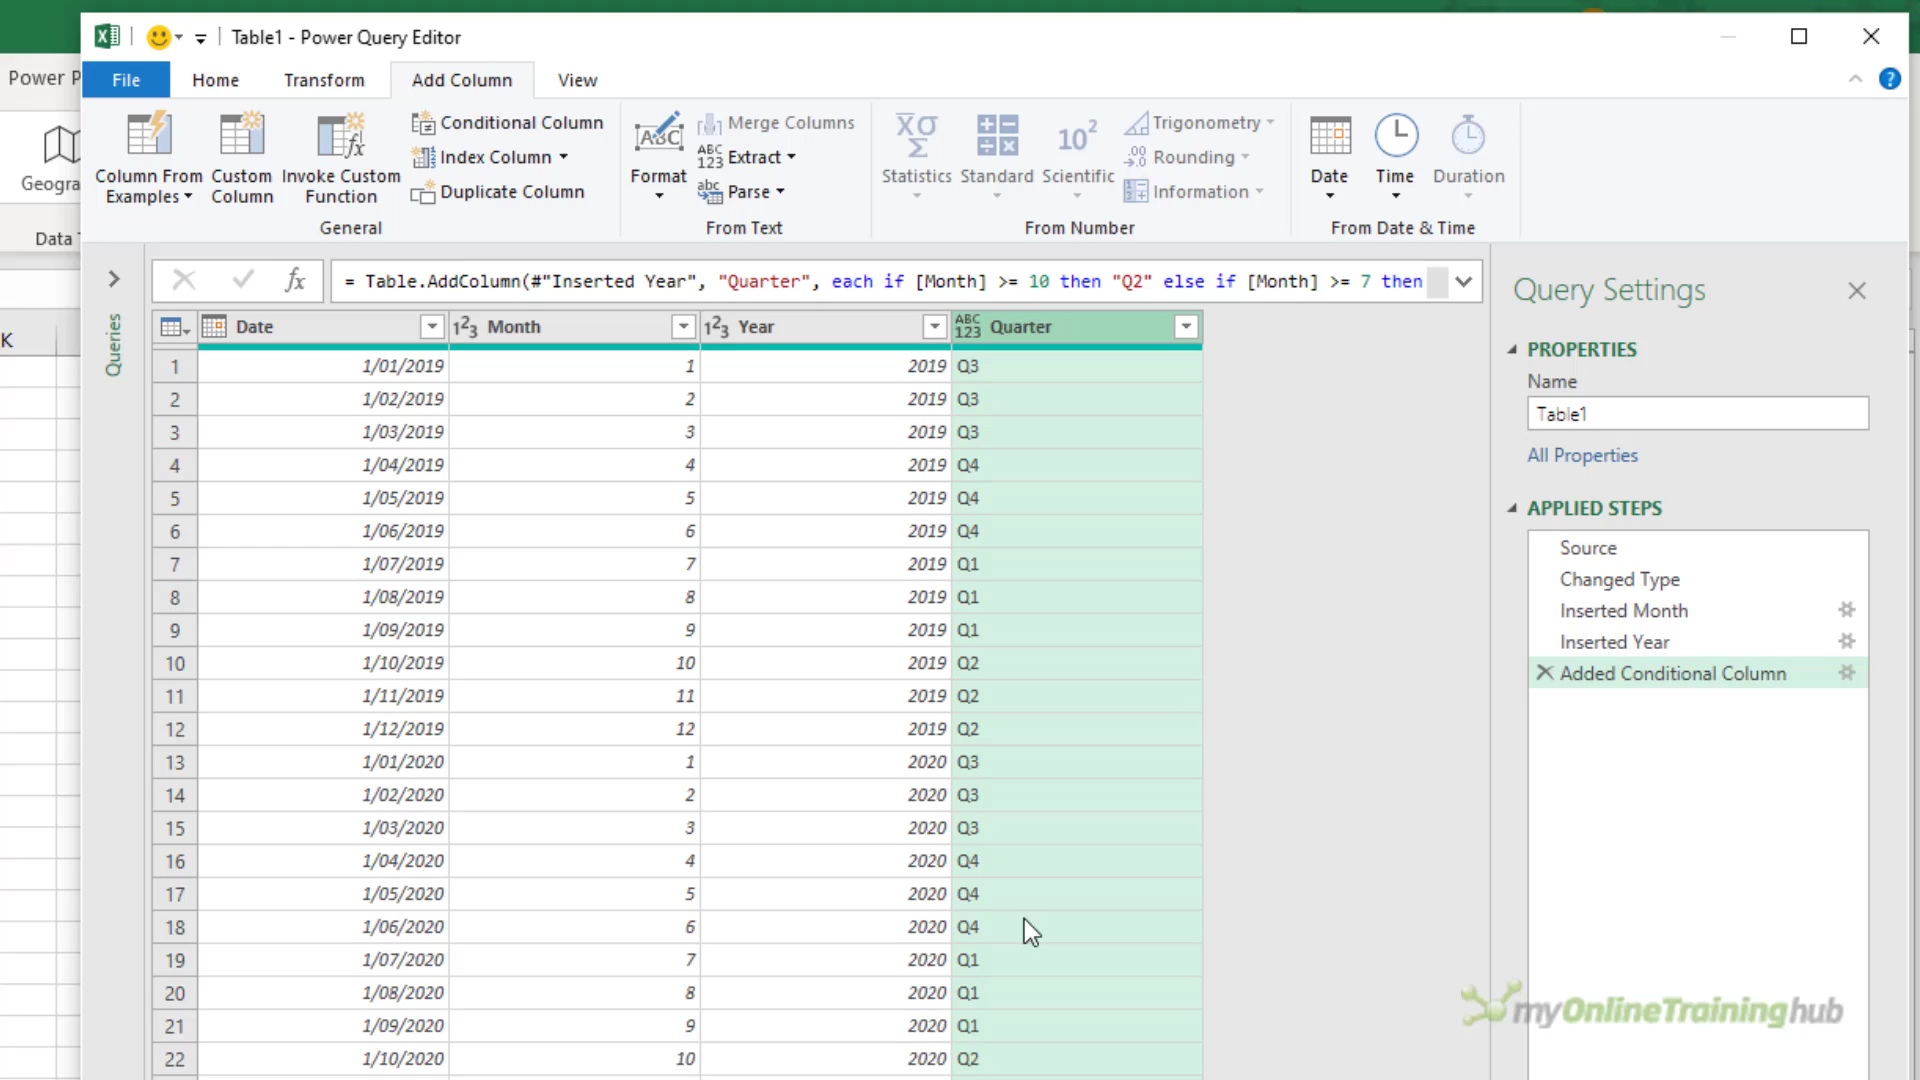 Table1 - Power Query Editor
Power P
File Home Transform Add Column View
Column From Examples
Custom Column
Invoke Custom Function
Conditional Column
Index Column
Duplicate Column
General
Format
Merge Columns
Extract
Parse
From Text
Statistics
Standard
Scientific
Trigonometry
Rounding
Information
From Number
Date
Time
Duration
From Date & Time
Geogra
Data
K
Queries
= Table.AddColumn(#"Inserted Year", "Quarter", each if [Month] >= 10 then "Q2" else if [Month] >= 7 then
Date Month Year Quarter
1 1/01/2019 1 2019 Q3
2 1/02/2019 2 2019 Q3
3 1/03/2019 3 2019 Q3
4 1/04/2019 4 2019 Q4
5 1/05/2019 5 2019 Q4
6 1/06/2019 6 2019 Q4
7 1/07/2019 7 2019 Q1
8 1/08/2019 8 2019 Q1
9 1/09/2019 9 2019 Q1
10 1/10/2019 10 2019 Q2
11 1/11/2019 11 2019 Q2
12 1/12/2019 12 2019 Q2
13 1/01/2020 1 2020 Q3
14 1/02/2020 2 2020 Q3
15 1/03/2020 3 2020 Q3
16 1/04/2020 4 2020 Q4
17 1/05/2020 5 2020 Q4
18 1/06/2020 6 2020 Q4
19 1/07/2020 7 2020 Q1
20 1/08/2020 8 2020 Q1
21 1/09/2020 9 2020 Q1
22 1/10/2020 10 2020 Q2
Query Settings
PROPERTIES
Name
Table1
All Properties
APPLIED STEPS
Source
Changed Type
Inserted Month
Inserted Year
Added Conditional Column
myOnlineTraininghub